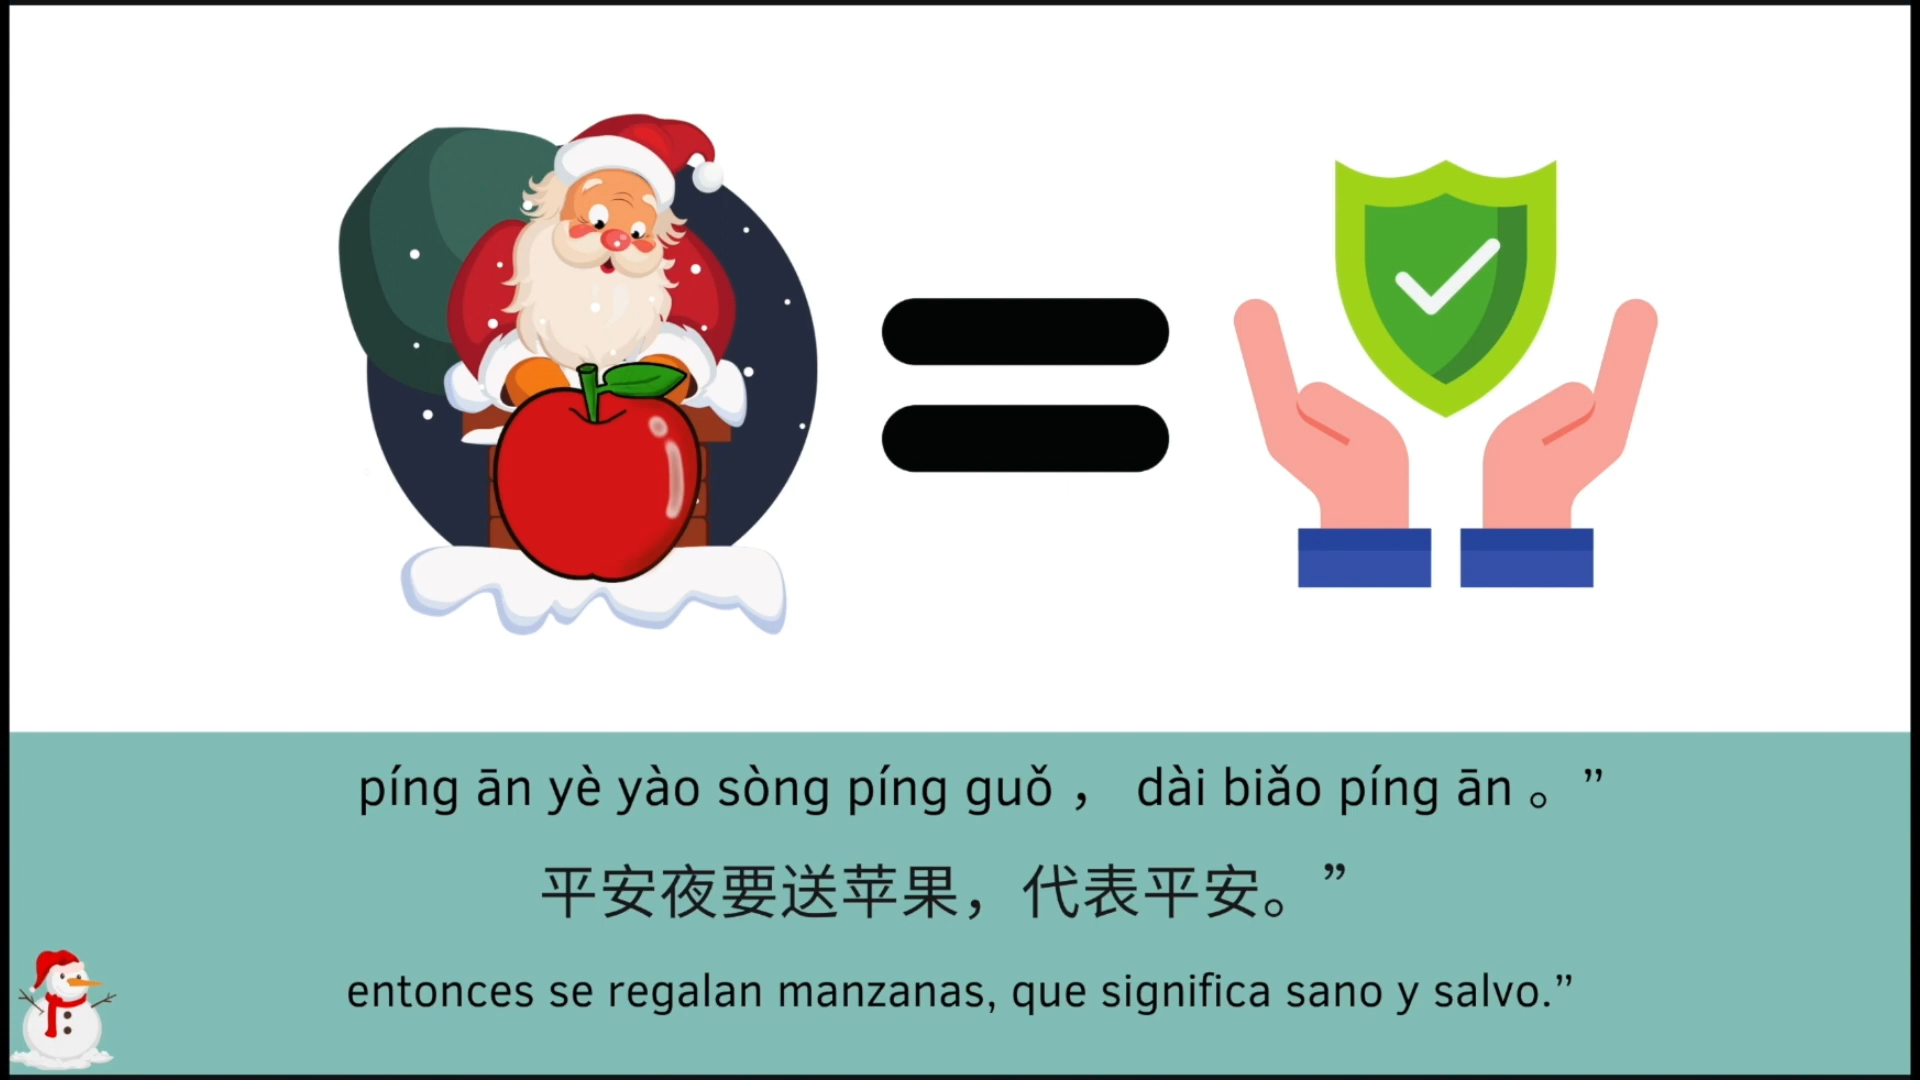 píng ān yè yào sòng píng guǒ， dài biǎo píng ān 。”
平安夜要送苹果，代表平安。”
entonces se regalan manzanas, que significa sano y salvo.”